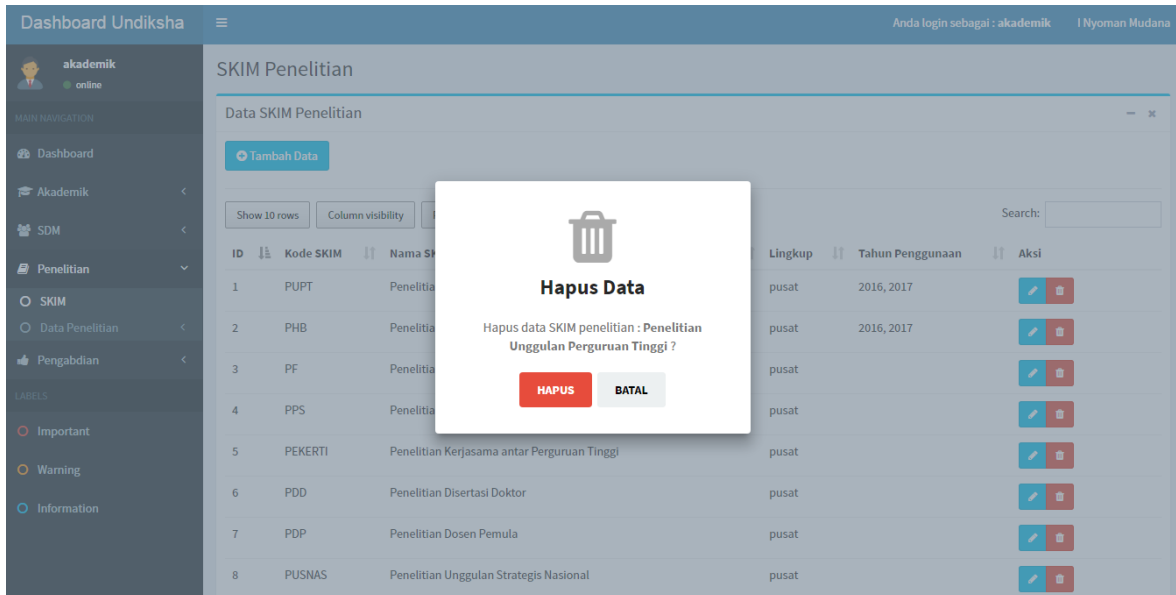 Dashboard Undiksha
Anda login sebagai : akademik I Nyoman Mudana
akademik
online
MAIN NAVIGATION
Dashboard
Akademik
SDM
Penelitian
SKIM
Data Penelitian
Pengabdian
LABELS
Important
Warning
Information
SKIM Penelitian
Data SKIM Penelitian
Tambah Data
Show 10 rows Column visibility
Search:
ID Kode SKIM Nama Lingkup Tahun Penggunaan Aksi
1 PUPT pusat 2016, 2017
2 PHB pusat 2016, 2017
3 PF pusat
4 PPS pusat
5 PEKERTI Penelitian Kerjasama antar Perguruan Tinggi pusat
6 PDD Penelitian Disertasi Doktor pusat
7 PDP Penelitian Dosen Pemula pusat
8 PUSNAS Penelitian Unggulan Strategis Nasional pusat
Hapus Data
Hapus data SKIM penelitian : Penelitian
Unggulan Perguruan Tinggi ?
HAPUS BATAL